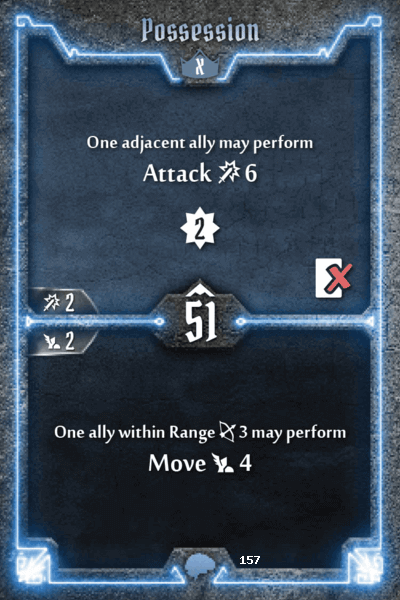 Possession
X
One adjacent ally may perform
Attack 6
2
2
51
2
One ally within Range 3 may perform
Move 4
157